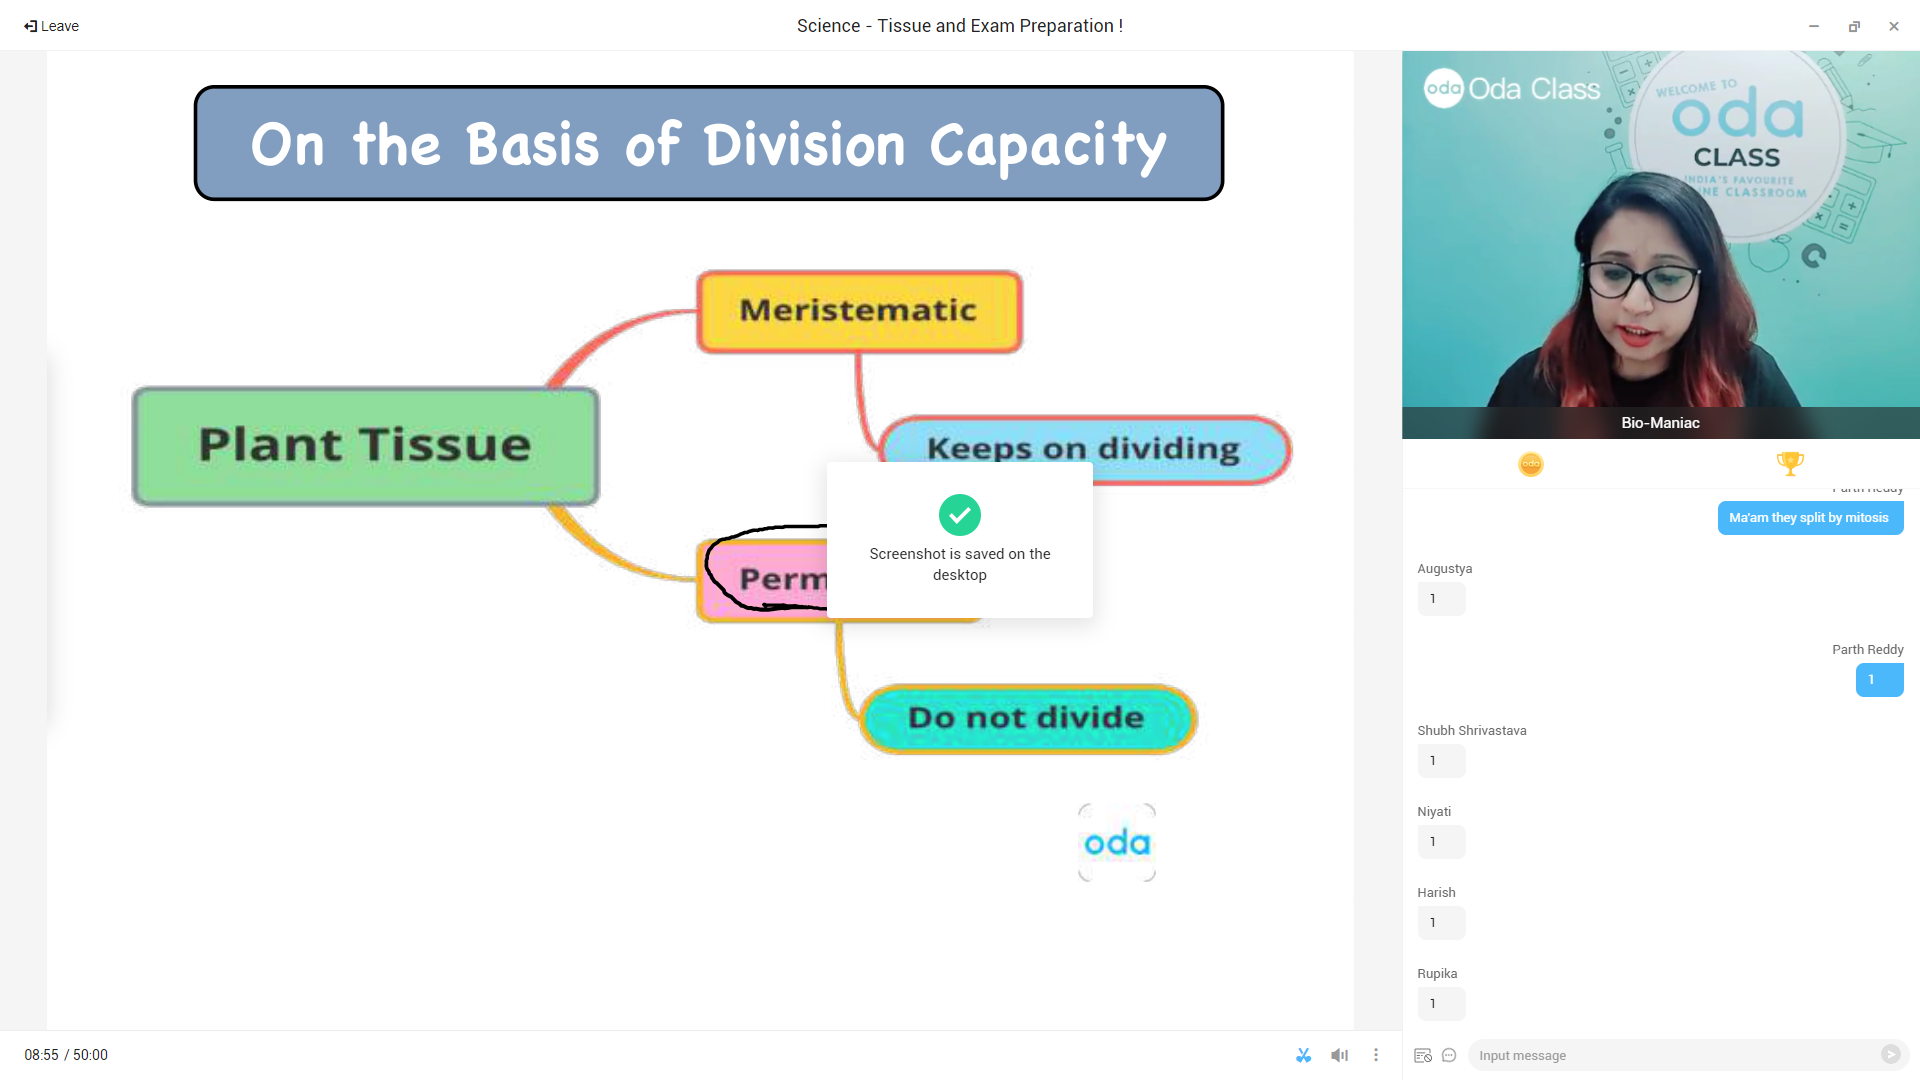 Leave
Science - Tissue and Exam Preparation !
On the Basis of Division Capacity
Meristematic
Plant Tissue
Keeps on dividing
Screenshot is saved on the
desktop
Perm
Do not divide
oda
08:55 / 50:00
oda Oda Class
WELCOME TO
oda
CLASS
INDIA'S FAVOURITE
NE CLASSROOM
Bio-Maniac
oda
Parth Reddy
Ma'am they split by mitosis
Augustya
1
Parth Reddy
1
Shubh Shrivastava
1
Niyati
1
Harish
1
Rupika
1
Input message